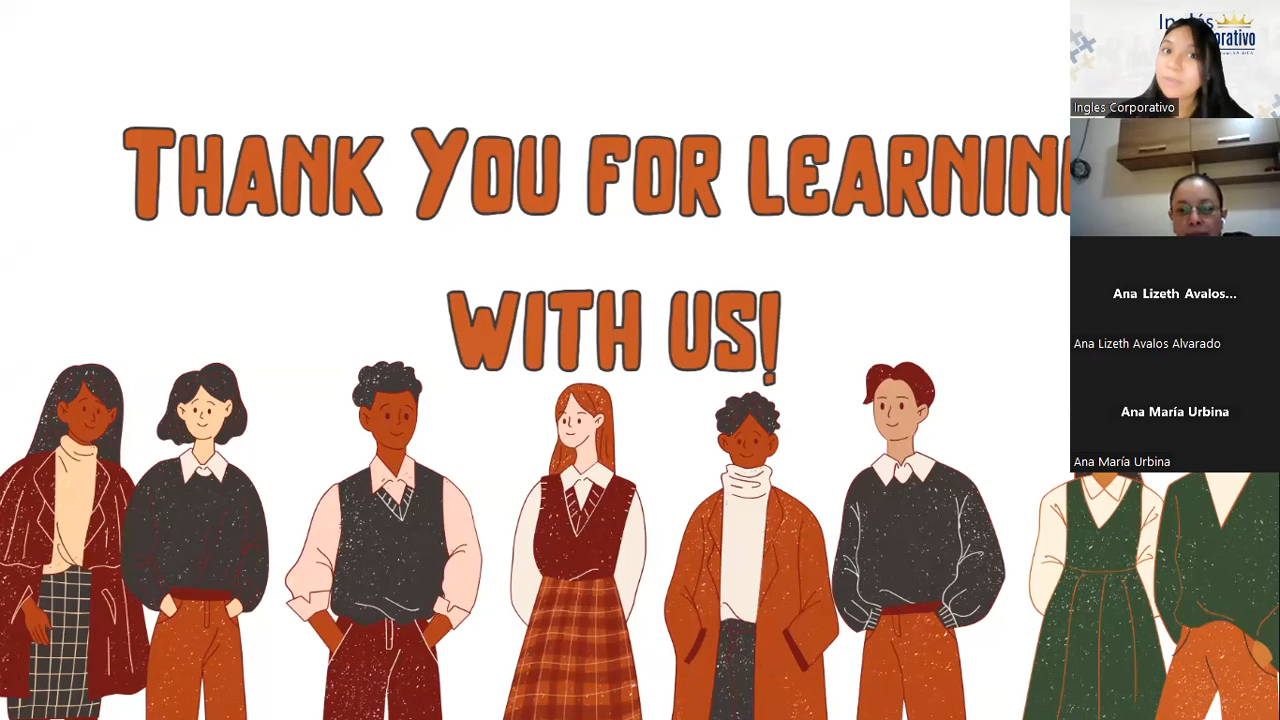 THANK YOU FOR LEARNIN
WITH US!
Inglés
Ingles Corporativo
Ana Lizeth Avalos...
Ana Lizeth Avalos Alvarado
Ana María Urbina
Ana María Urbina